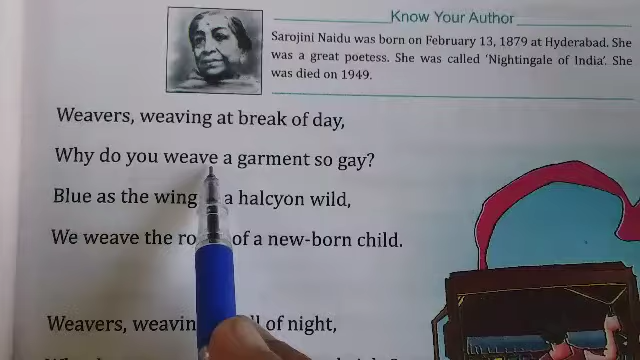 Know Your Author
Sarojini Naidu was born on February 13, 1879 at Hyderabad. She
was a great poetess. She was called 'Nightingale of India'. She
was died on 1949.
Weavers, weaving at break of day,
Why do you weave a garment so gay?
Blue as the wing a halcyon wild,
We weave the of a new-born child.
Weavers, of night,